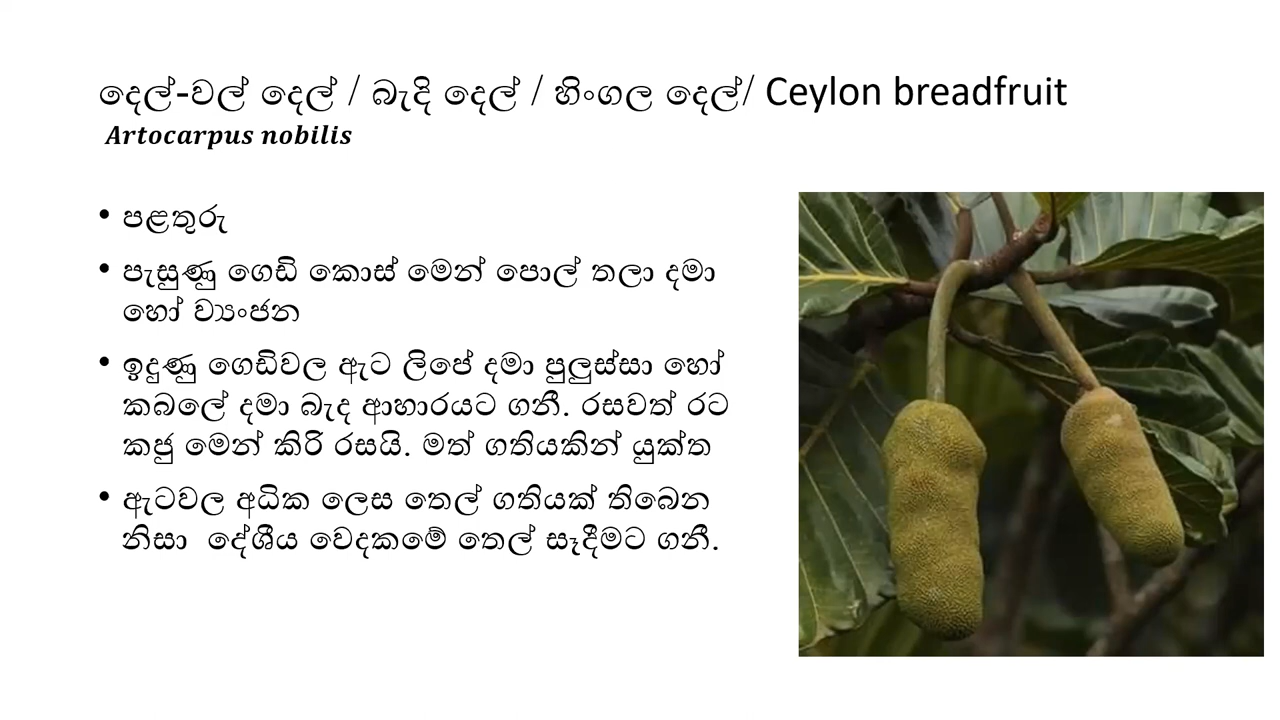 දෙල්-වල් දෙල් / බැදි දෙල් / හිංගල දෙල්/ Ceylon breadfruit
Artocarpus nobilis
• පළතුරු
• පැසුණු ගෙඩි කොස් මෙන් පොල් තලා දමා
හෝ ව්‍යංජන
• ඉදුණු ගෙඩිවල ඇට ලිපේ දමා පුලුස්සා හෝ
කබලේ දමා බැද ආහාරයට ගනී. රසවත් රට
කජු මෙන් කිරි රසයි. මත් ගතියකින් යුක්ත
• ඇටවල අධික ලෙස තෙල් ගතියක් තිබෙන
නිසා දේශීය වෙදකමේ තෙල් සෑදීමට ගනී.